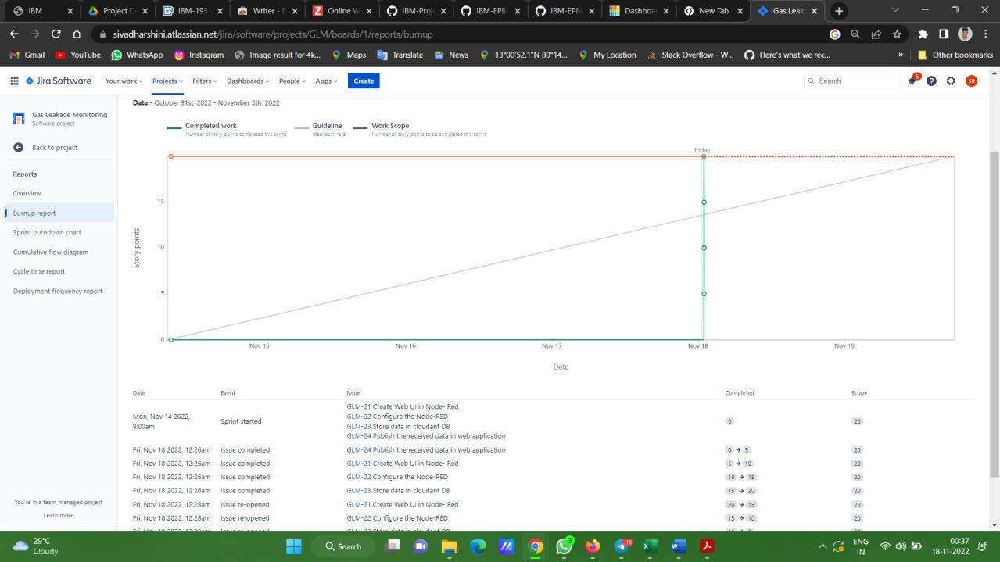 IBM
Project D
IBM-1931
Writer - E
Online W
IBM-Proj
IBM-EPBL
IBM-EPBL
Dashboar
New Tab
Gas Leaka
sivadharshini.atlassian.net/jira/software/projects/GLM/boards/1/reports/burnup
Gmail
YouTube
WhatsApp
Instagram
Image result for 4k...
Maps
Translate
News
13°00'52.1"N 80°14...
My Location
Stack Overflow - W...
Here's what we rec...
»
Other bookmarks
Jira Software
Your work
Projects
Filters
Dashboards
People
Apps
Create
Search
5
SR
Gas Leakage Monitoring
Software project
Back to project
Reports
Overview
Burnup report
Sprint burndown chart
Cumulative flow diagram
Cycle time report
Deployment frequency report
You're in a team-managed project
Learn more
Date - October 31st, 2022 - November 5th, 2022
Completed work
Number of story points completed this sprint
Guideline
Ideal burn rate
Work Scope
Number of story points to be completed this sprint
Today
15
10
5
0
Story points
Nov 15
Nov 16
Nov 17
Nov 18
Nov 19
Date
Date Event Issue Completed Scope
GLM-21 Create Web UI in Node- Red
GLM-22 Configure the Node-RED
Mon, Nov 14 2022,
9:00am
Sprint started
0
20
GLM-23 Store data in cloudant DB
GLM-24 Publish the received data in web application
Fri, Nov 18 2022, 12:26am Issue completed GLM-24 Publish the received data in web application 0 → 5 20
Fri, Nov 18 2022, 12:26am Issue completed GLM-21 Create Web UI in Node- Red 5 → 10 20
Fri, Nov 18 2022, 12:26am Issue completed GLM-22 Configure the Node-RED 10 → 15 20
Fri, Nov 18 2022, 12:26am Issue completed GLM-23 Store data in cloudant DB 15 → 20 20
Fri, Nov 18 2022, 12:28am Issue re-opened GLM-21 Create Web UI in Node- Red 20 → 15 20
Fri, Nov 18 2022, 12:28am Issue re-opened GLM-22 Configure the Node-RED 15 → 10 20
29°C
Cloudy
Search
3
10
ENG
IN
00:37
18-11-2022